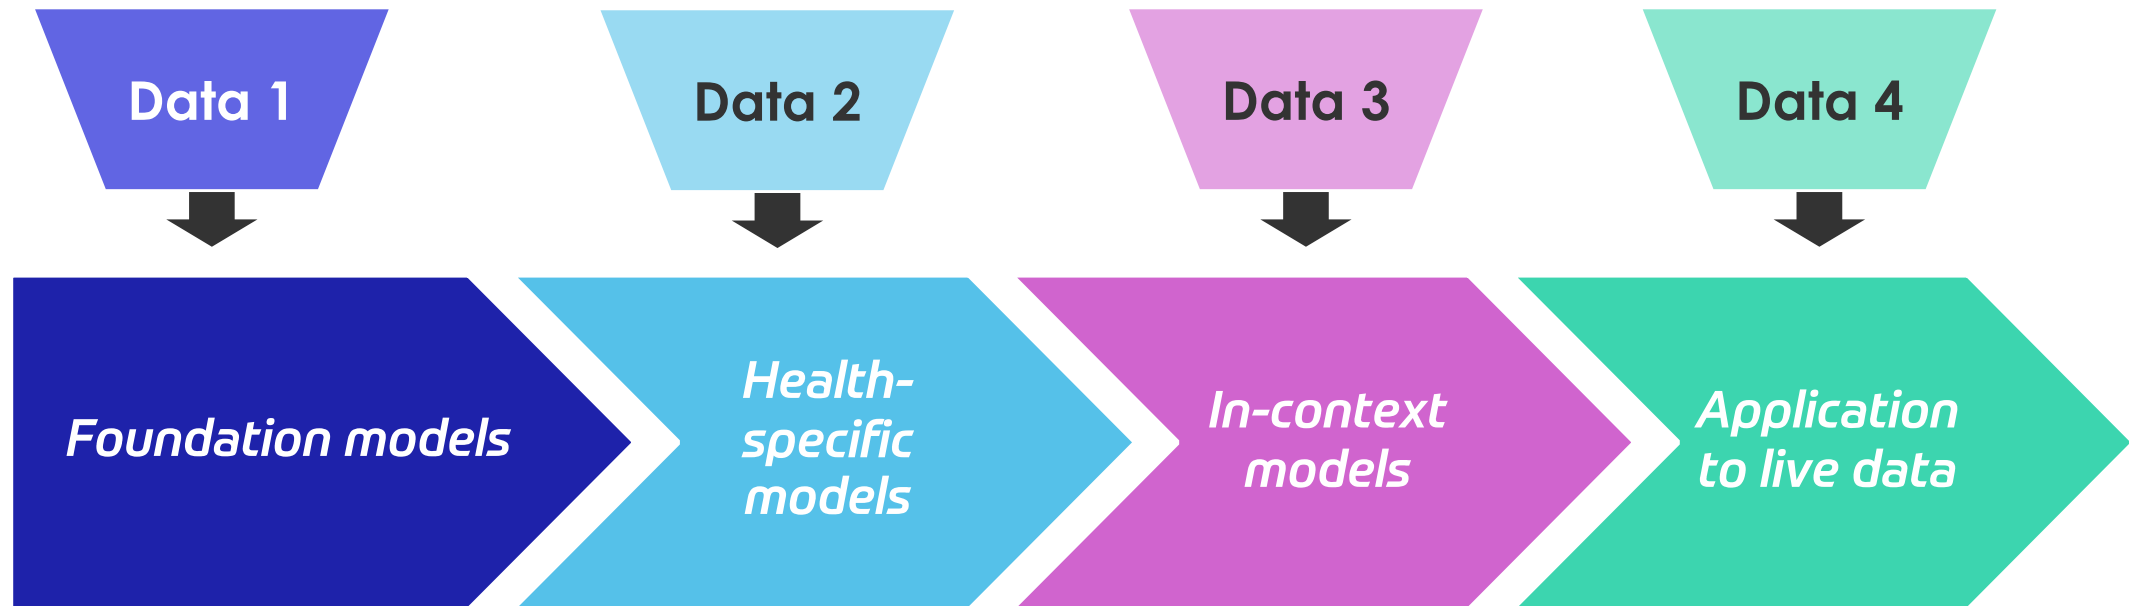 Data 1
Data 2
Data 3
Data 4
Foundation models
Health-
specific
models
In-context
models
Application
to live data